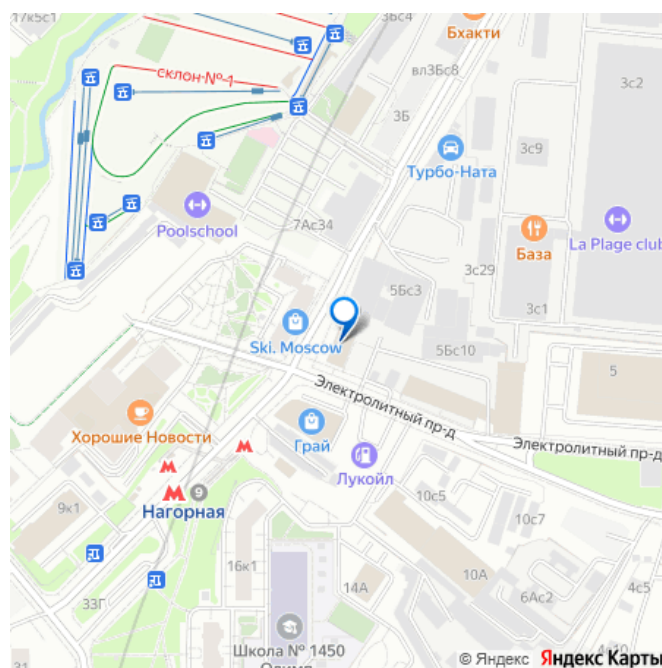 17к5с1
3Бс4
Бхакти
вл3Бс8
склон №1
3с2
3Б
3с9
Турбо-Ната
Poolschool
7Ас34
База
La Plage club
3с29
5Бс3
3с1
Ski. Moscow
5Бс10
5
Электролитный пр-д
Хорошие Новости
Грай
Электролитный пр-д
Лукойл
9к1
9
Нагорная
10с5
10с7
16к1
14А
10А
33Г
6Ас2
4с5
Школа № 1450
Олимп
31
© Яндекс Яндекс Карты